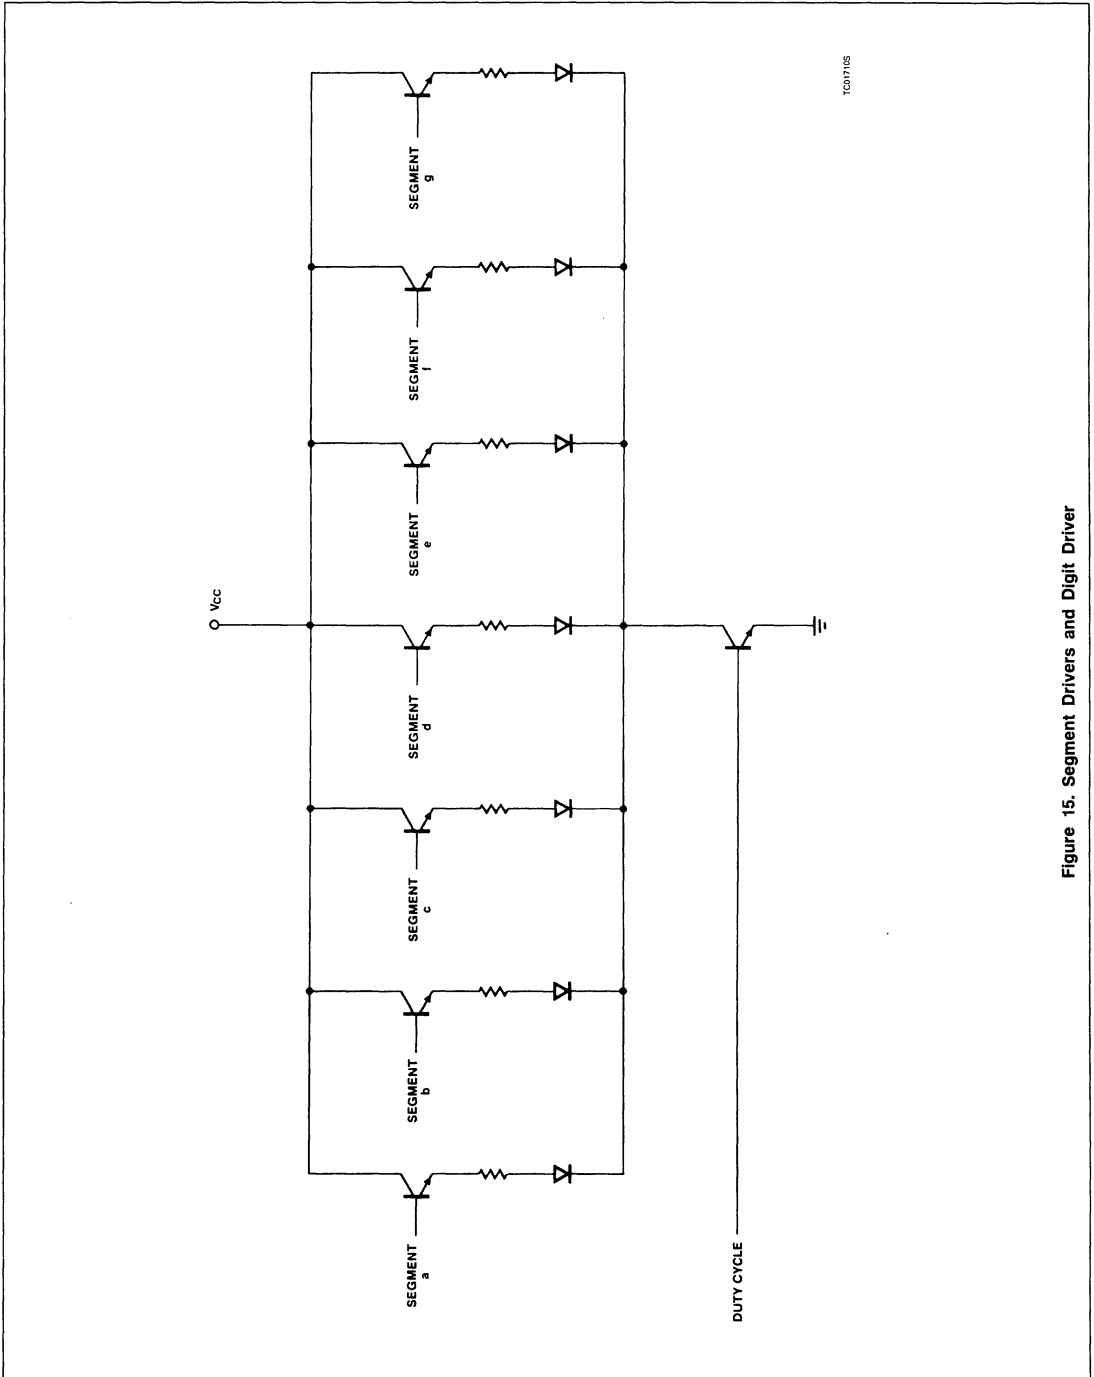 VCC
SEGMENT
a
SEGMENT
b
SEGMENT
c
SEGMENT
d
SEGMENT
e
SEGMENT
f
SEGMENT
g
DUTY CYCLE
TC01710S
Figure 15. Segment Drivers and Digit Driver